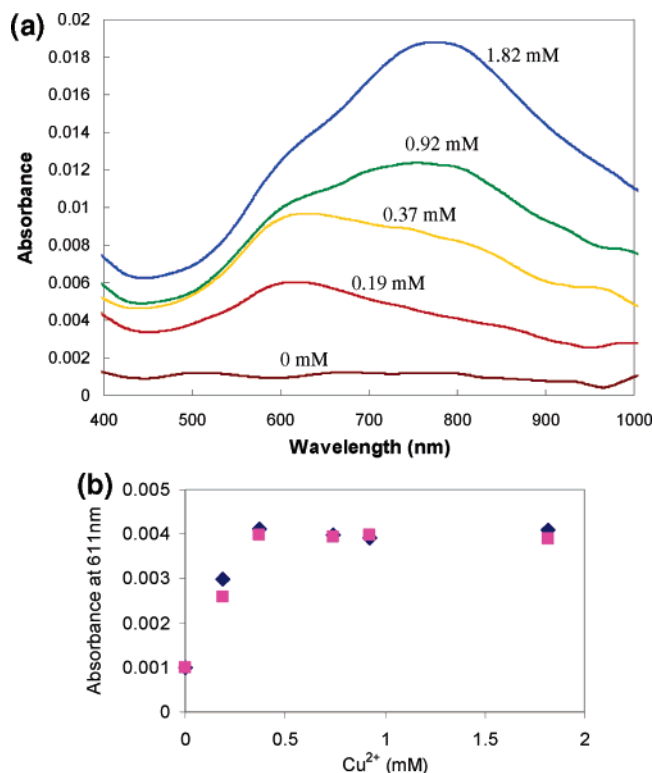 (a)
0.02
0.018
0.016
0.014
0.012
0.01
0.008
0.006
0.004
0.002
0
Absorbance
1.82 mM
0.92 mM
0.37 mM
0.19 mM
0 mM
400 500 600 700 800 900 1000
Wavelength (nm)
(b)
0.005
0.004
0.003
0.002
0.001
0
Absorbance at 611nm
0 0.5 1 1.5 2
Cu²⁺ (mM)